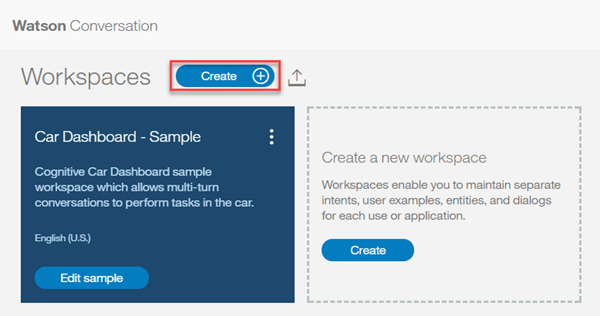 Watson Conversation
Workspaces
Create
Car Dashboard - Sample
Cognitive Car Dashboard sample
workspace which allows multi-turn
conversations to perform tasks in the car.
English (U.S.)
Edit sample
Create a new workspace
Workspaces enable you to maintain separate
intents, user examples, entities, and dialogs
for each use or application.
Create